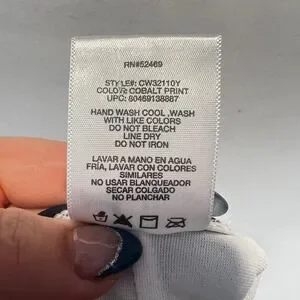 RN#52469
STYLE#: CW32110Y
COLOR: COBALT PRINT
UPC: 80459138887
HAND WASH COOL ,WASH
WITH LIKE COLORS
DO NOT BLEACH
LINE DRY
DO NOT IRON
LAVAR A MANO EN AGUA
FRÍA, LAVAR CON COLORES
SIMILARES
NO USAR BLANQUEADOR
SECAR COLGADO
NO PLANCHAR